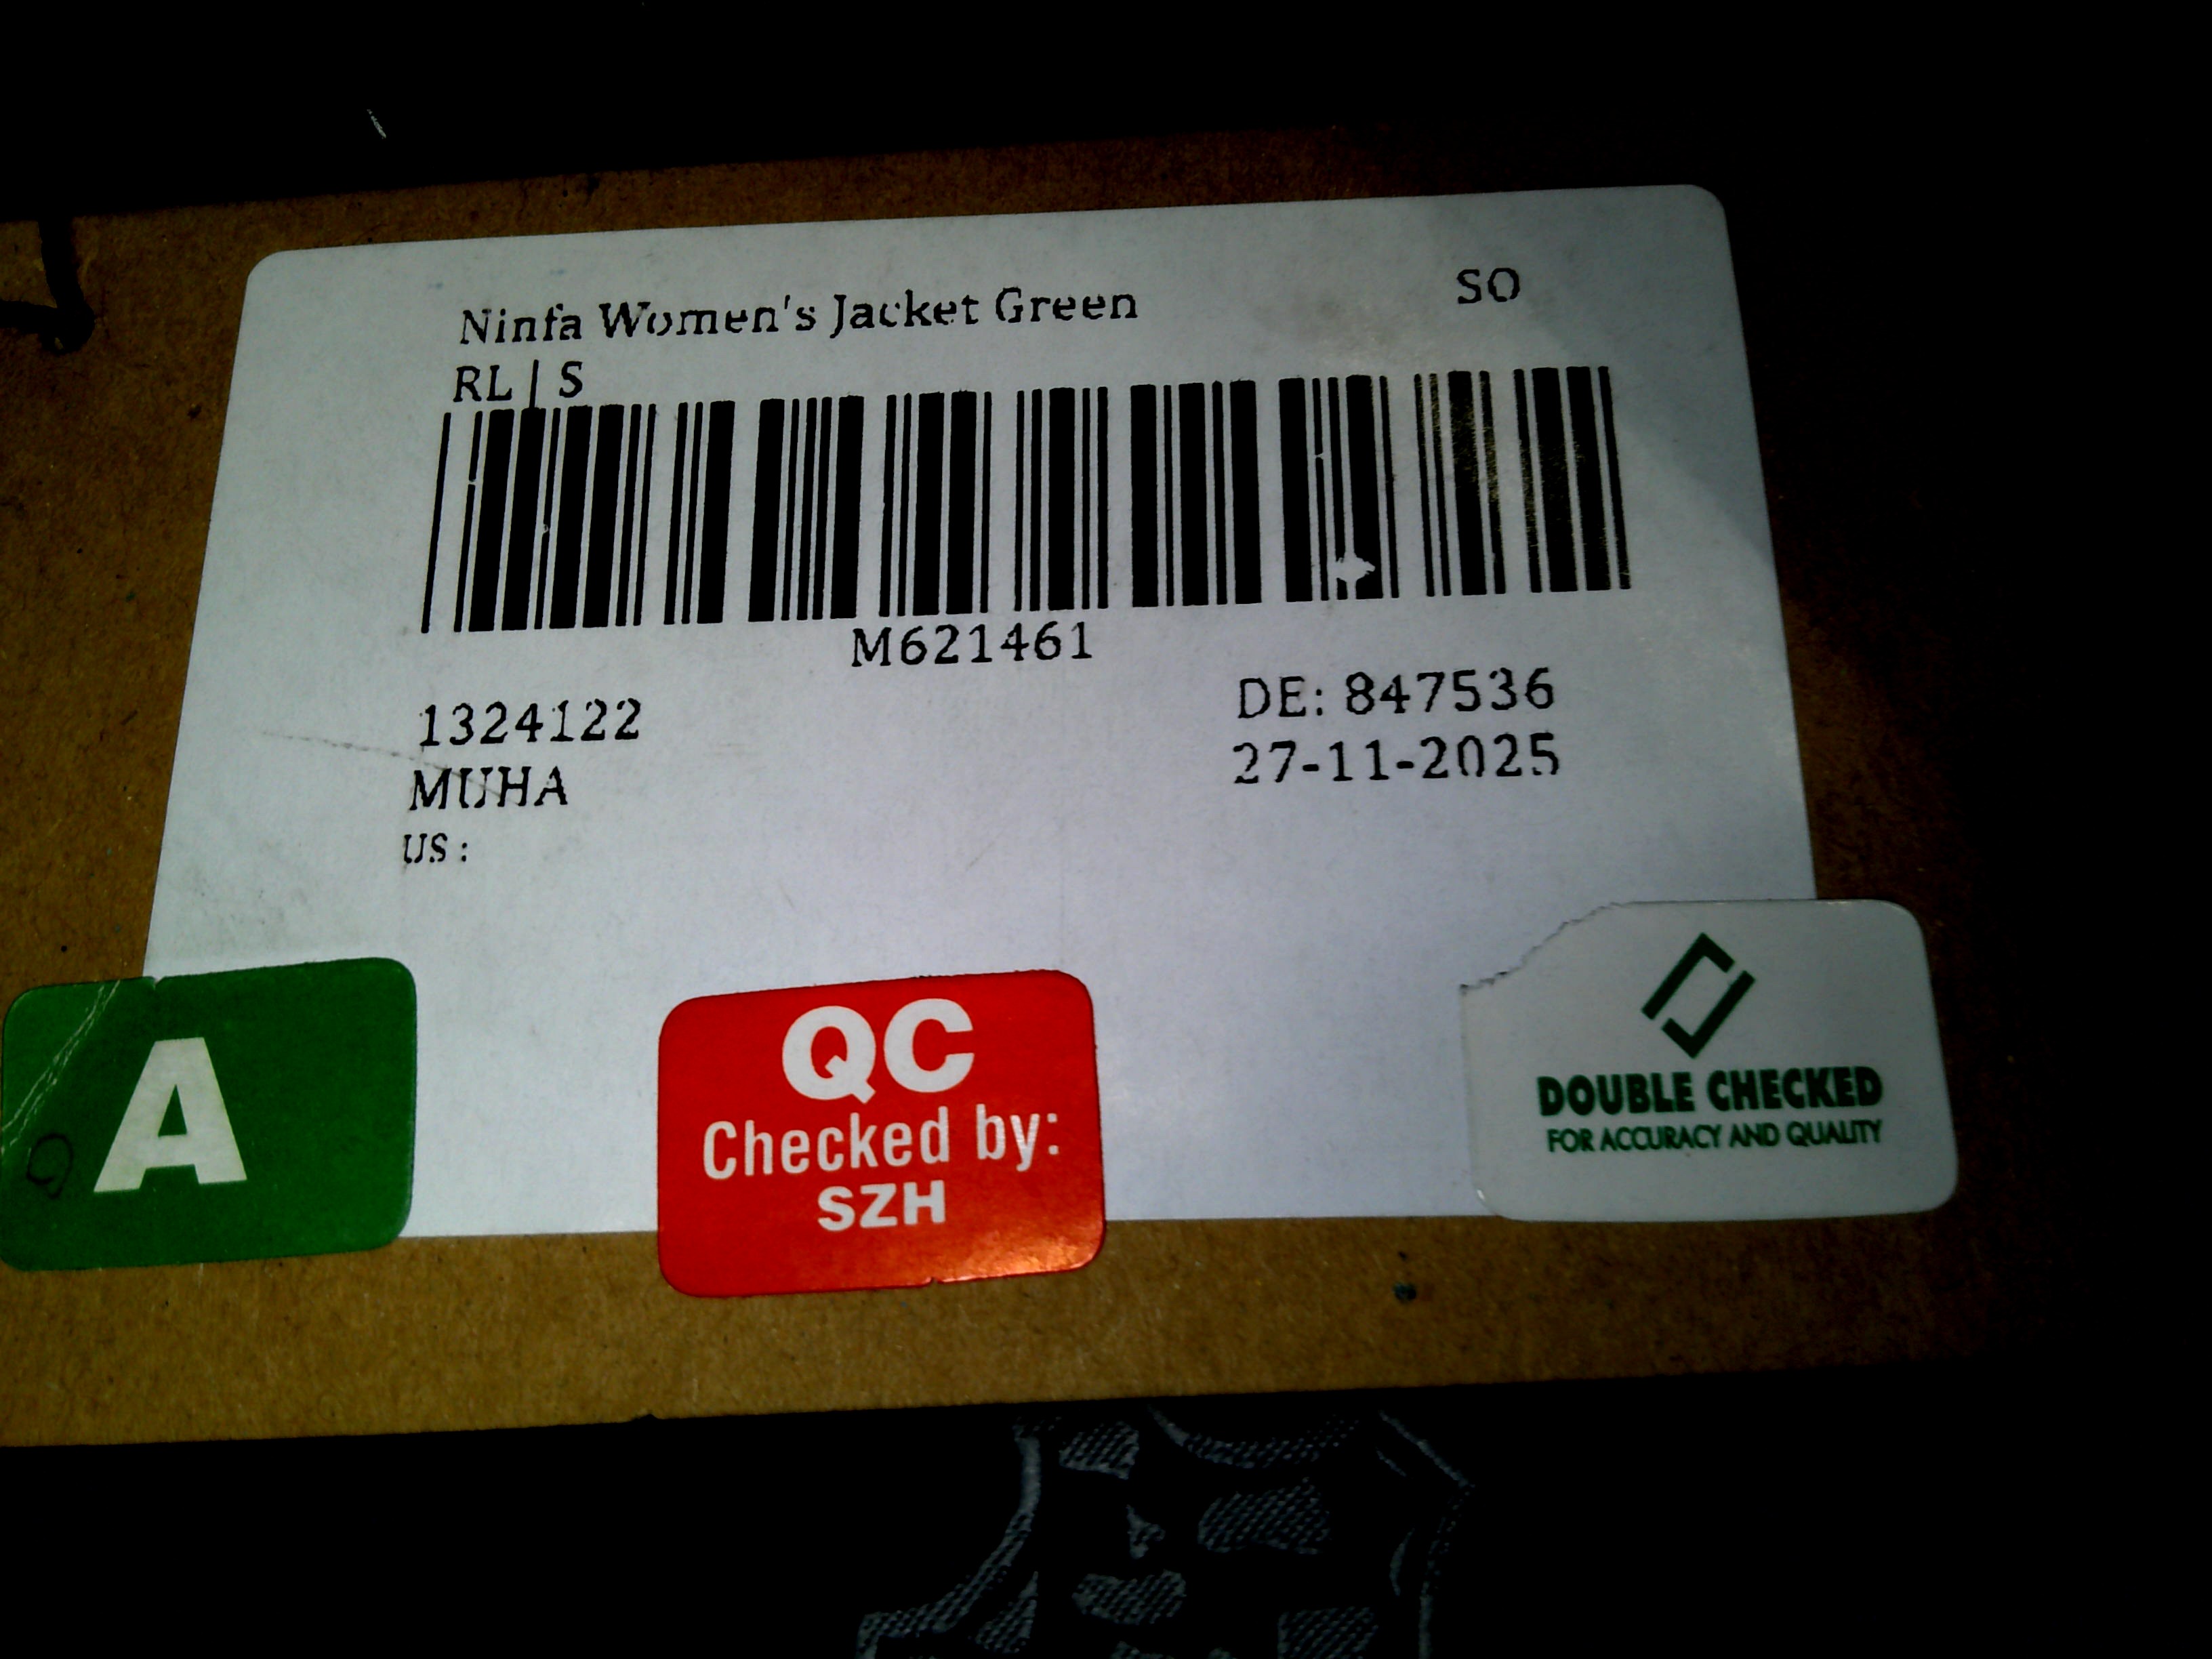 Ninfa Women's Jacket Green
SO
RL | S
M621461
1324122
DE: 847536
MUHA
27-11-2025
US :
A
QC
Checked by:
SZH
DOUBLE CHECKED
FOR ACCURACY AND QUALITY